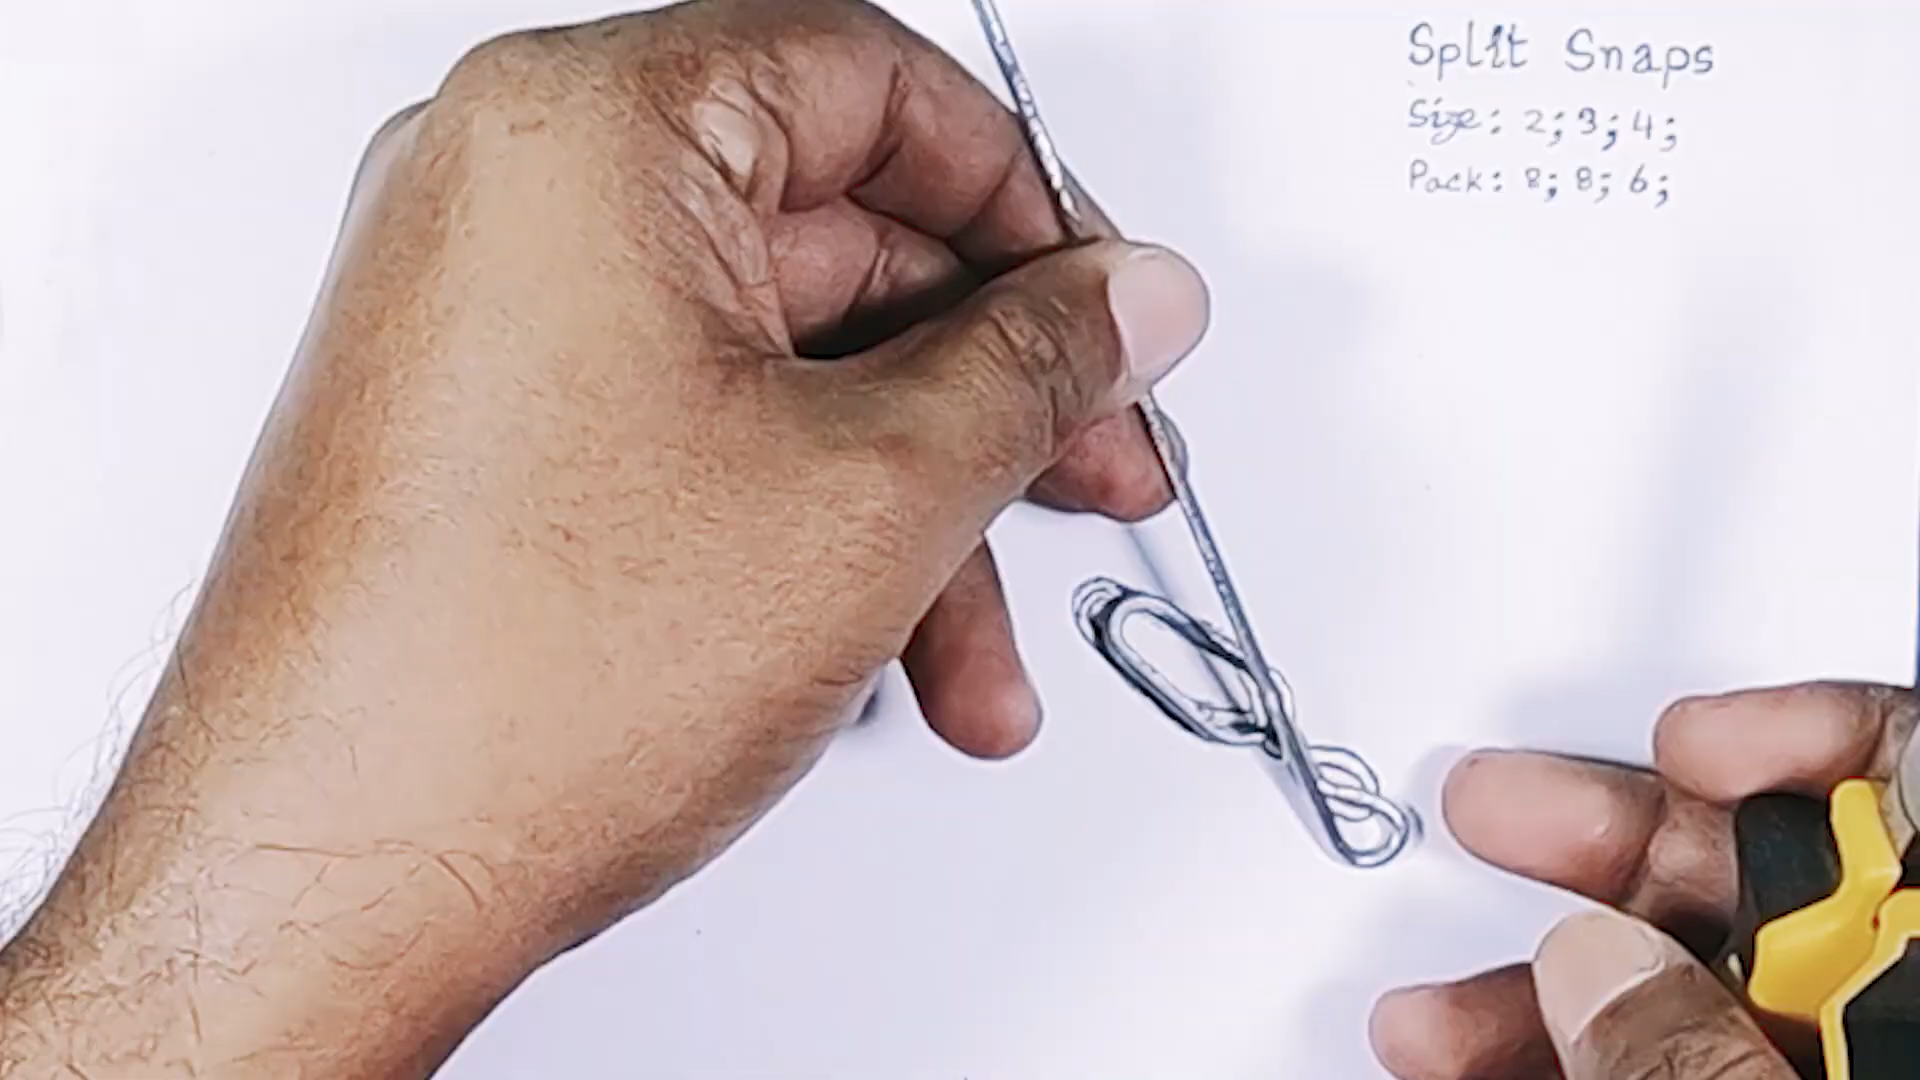 Split Snaps
Size: 2; 3; 4;
Pack: 8; 8; 6;